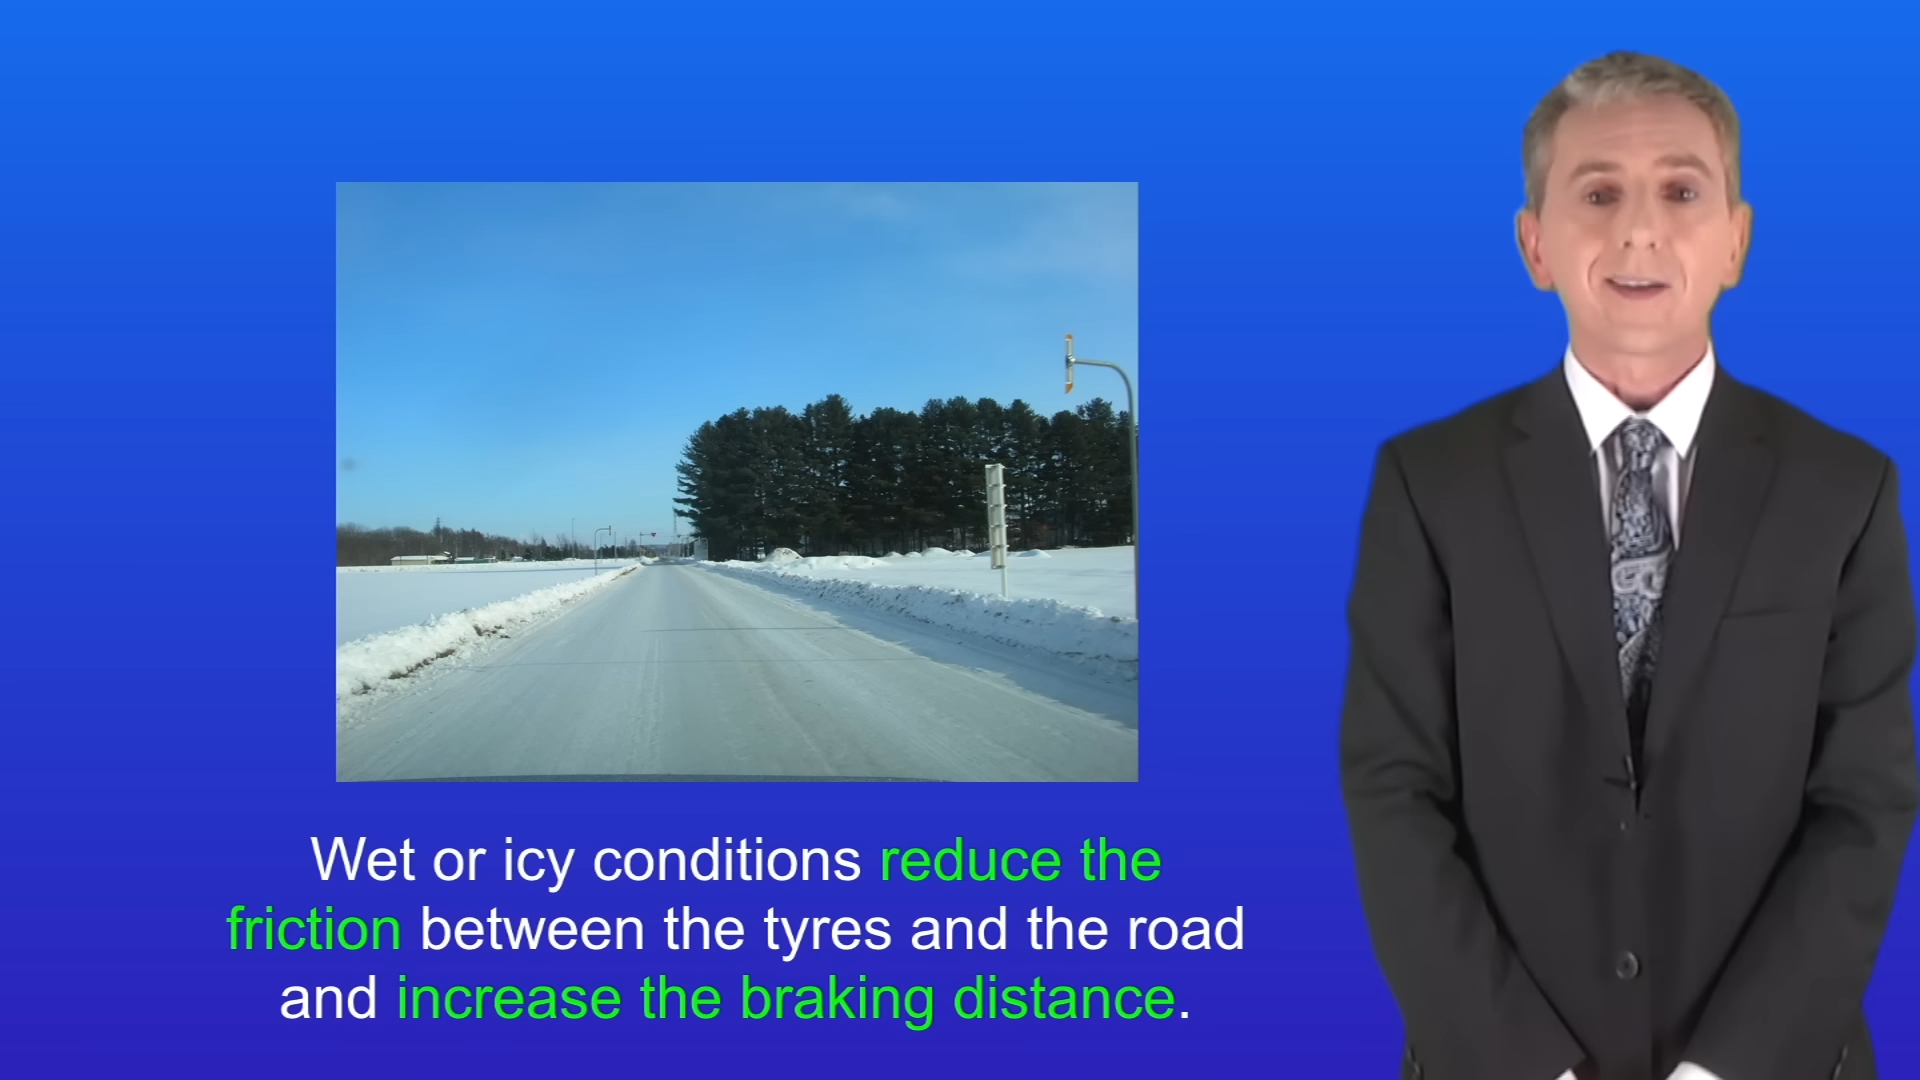 Wet or icy conditions reduce the
friction between the tyres and the road
and increase the braking distance.